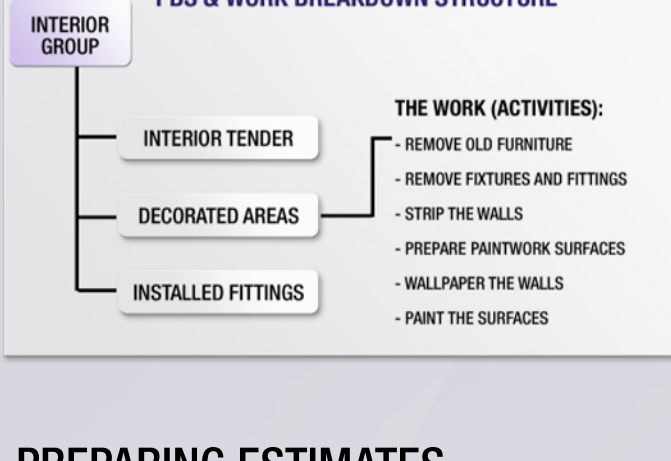 PBS & WORK BREAKDOWN STRUCTURE
INTERIOR
GROUP
THE WORK (ACTIVITIES):
INTERIOR TENDER
- REMOVE OLD FURNITURE
- REMOVE FIXTURES AND FITTINGS
DECORATED AREAS
- STRIP THE WALLS
- PREPARE PAINTWORK SURFACES
INSTALLED FITTINGS
- WALLPAPER THE WALLS
- PAINT THE SURFACES
PREPARING ESTIMATES